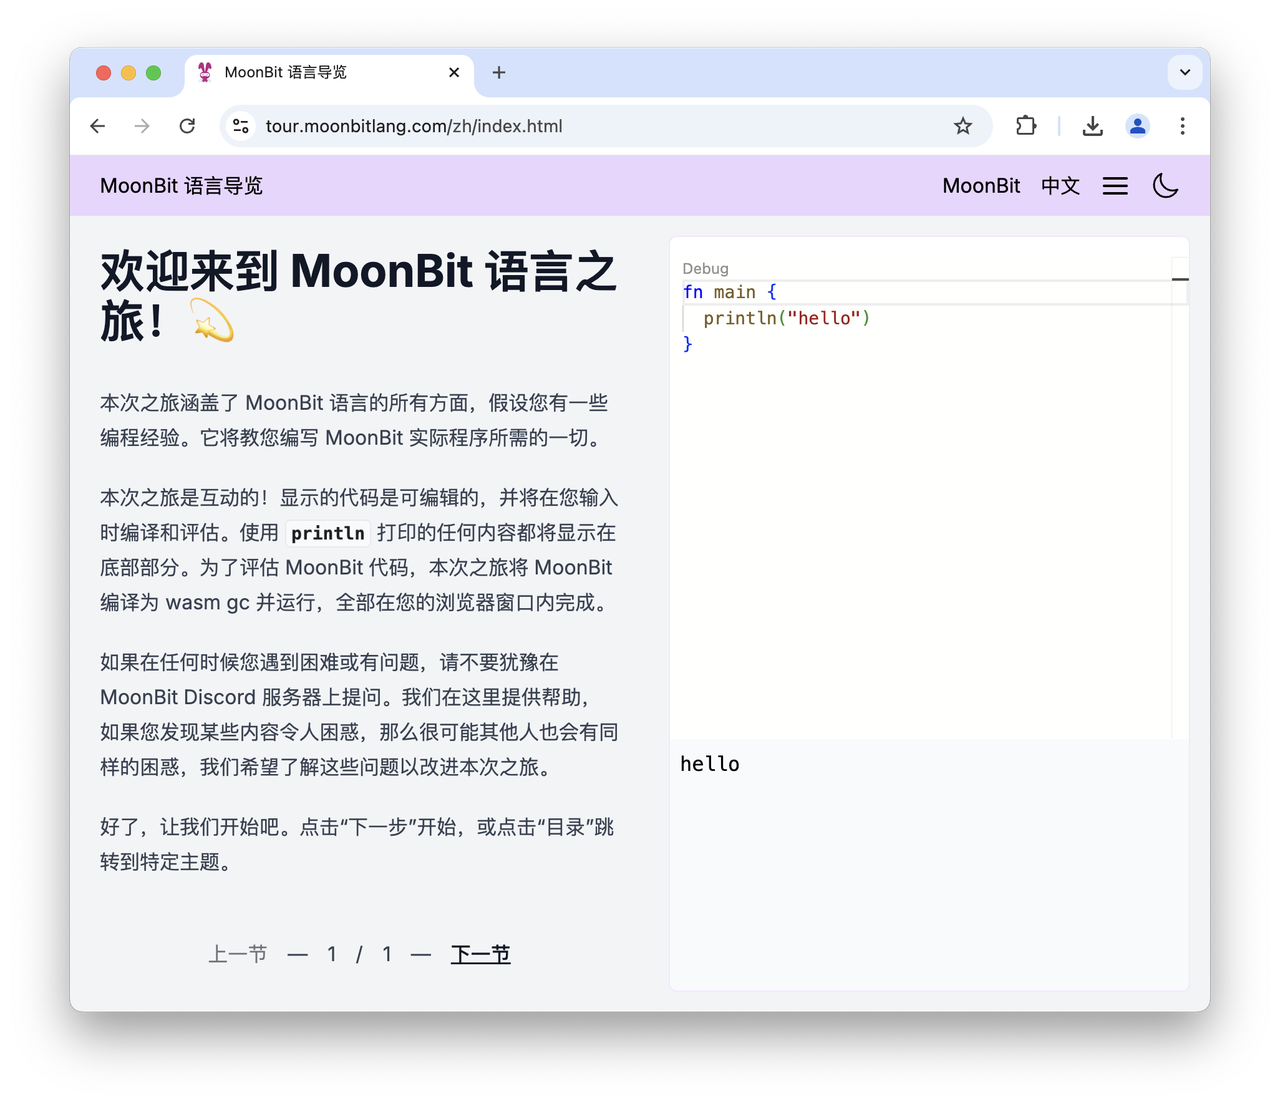 MoonBit 语言导览
tour.moonbitlang.com/zh/index.html
MoonBit 语言导览
MoonBit 中文
欢迎来到 MoonBit 语言之
旅！💫
本次之旅涵盖了 MoonBit 语言的所有方面，假设您有一些
编程经验。它将教您编写 MoonBit 实际程序所需的一切。
本次之旅是互动的！显示的代码是可编辑的，并将在您输入
时编译和评估。使用 println 打印的任何内容都将显示在
底部部分。为了评估 MoonBit 代码，本次之旅将 MoonBit
编译为 wasm gc 并运行，全部在您的浏览器窗口内完成。
如果在任何时候您遇到困难或有问题，请不要犹豫在
MoonBit Discord 服务器上提问。我们在这里提供帮助，
如果您发现某些内容令人困惑，那么很可能其他人也会有同
样的困惑，我们希望了解这些问题以改进本次之旅。
好了，让我们开始吧。点击“下一步”开始，或点击“目录”跳
转到特定主题。
上一节 — 1 / 1 — 下一节
Debug
fn main {
  println("hello")
}
hello